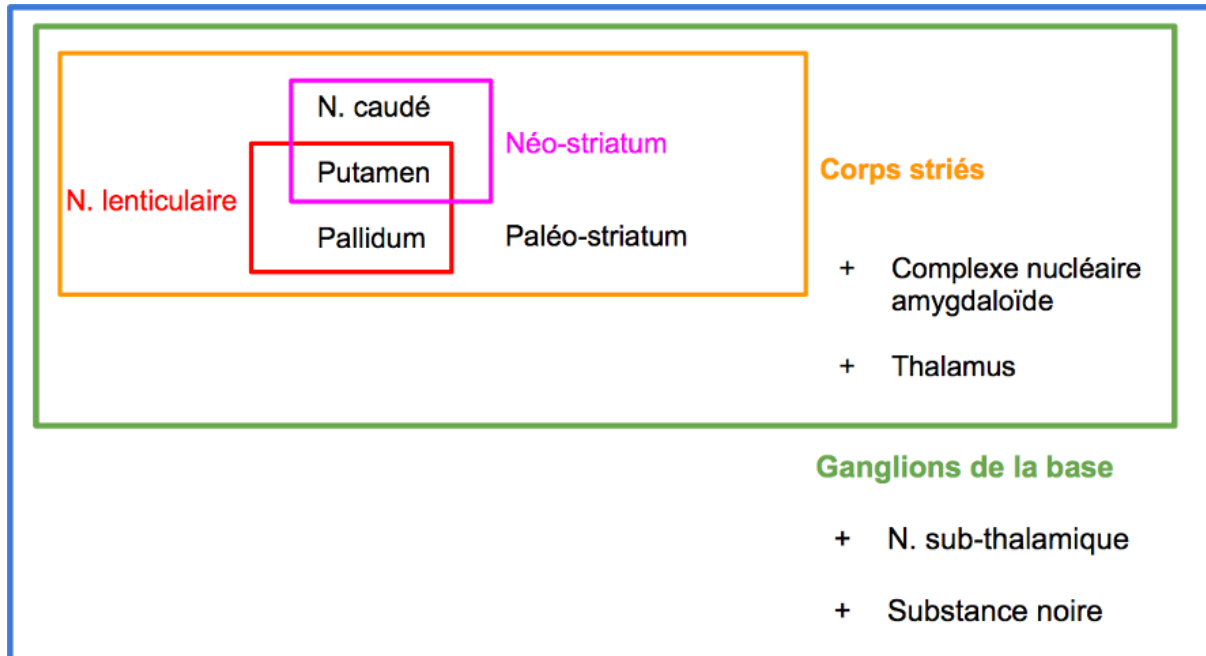 N. caudé
Néo-striatum
Putamen
Corps striés
N. lenticulaire
Pallidum
Paléo-striatum
+ Complexe nucléaire
amygdaloïde
+ Thalamus
Ganglions de la base
+ N. sub-thalamique
+ Substance noire